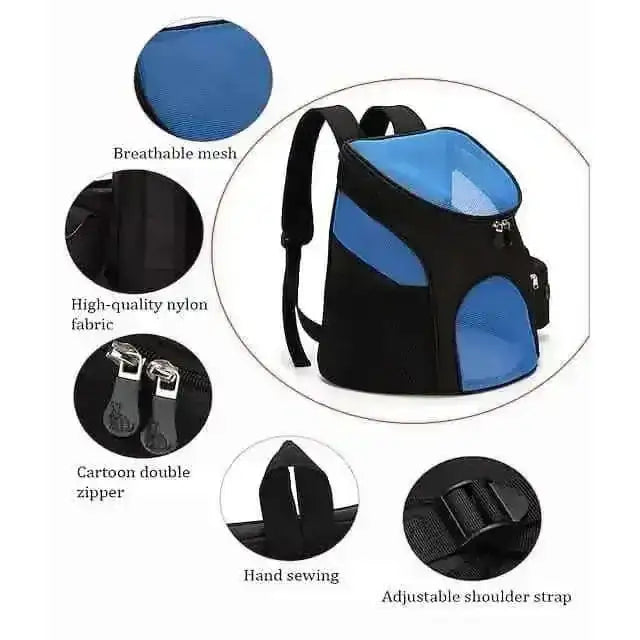 Breathable mesh
High-quality nylon
fabric
Cartoon double
zipper
Hand sewing
Adjustable shoulder strap